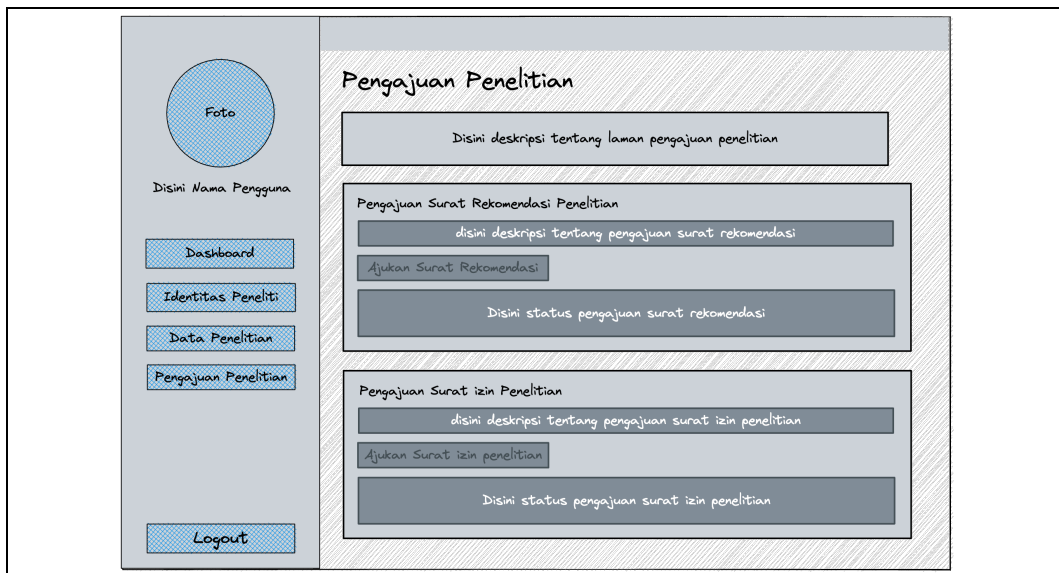 Foto
Disini Nama Pengguna
Dashboard
Identitas Peneliti
Data Penelitian
Pengajuan Penelitian
Logout
Pengajuan Penelitian
Disini deskripsi tentang laman pengajuan penelitian
Pengajuan Surat Rekomendasi Penelitian
disini deskripsi tentang pengajuan surat rekomendasi
Ajukan Surat Rekomendasi
Disini status pengajuan surat rekomendasi
Pengajuan Surat izin Penelitian
disini deskripsi tentang pengajuan surat izin penelitian
Ajukan Surat izin penelitian
Disini status pengajuan surat izin penelitian